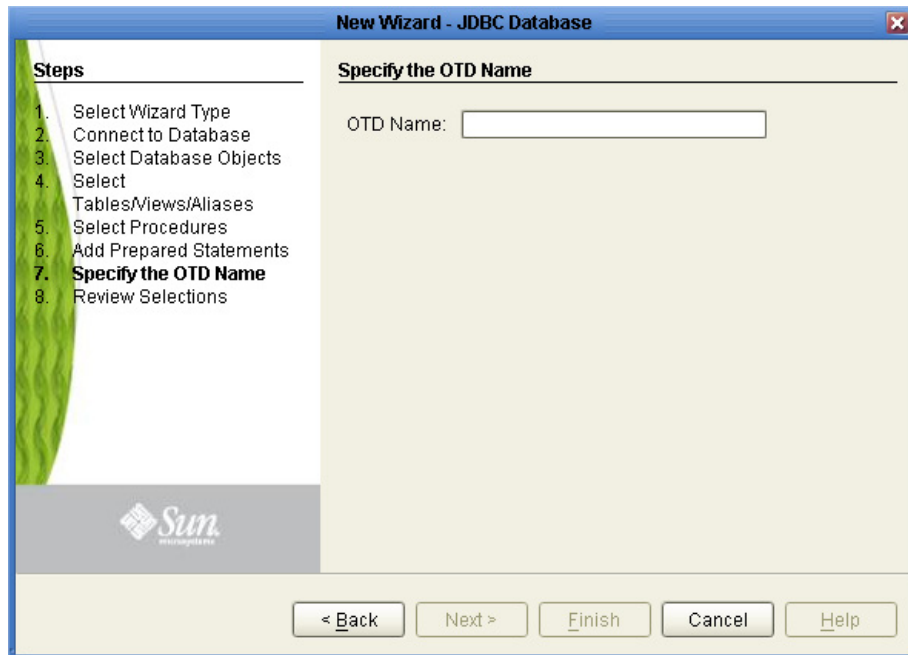 New Wizard - JDBC Database
Steps
1. Select Wizard Type
2. Connect to Database
3. Select Database Objects
4. Select
Tables/Views/Aliases
5. Select Procedures
6. Add Prepared Statements
7. Specify the OTD Name
8. Review Selections
Specify the OTD Name
OTD Name:
Sun
microsystems
< Back
Next >
Finish
Cancel
Help